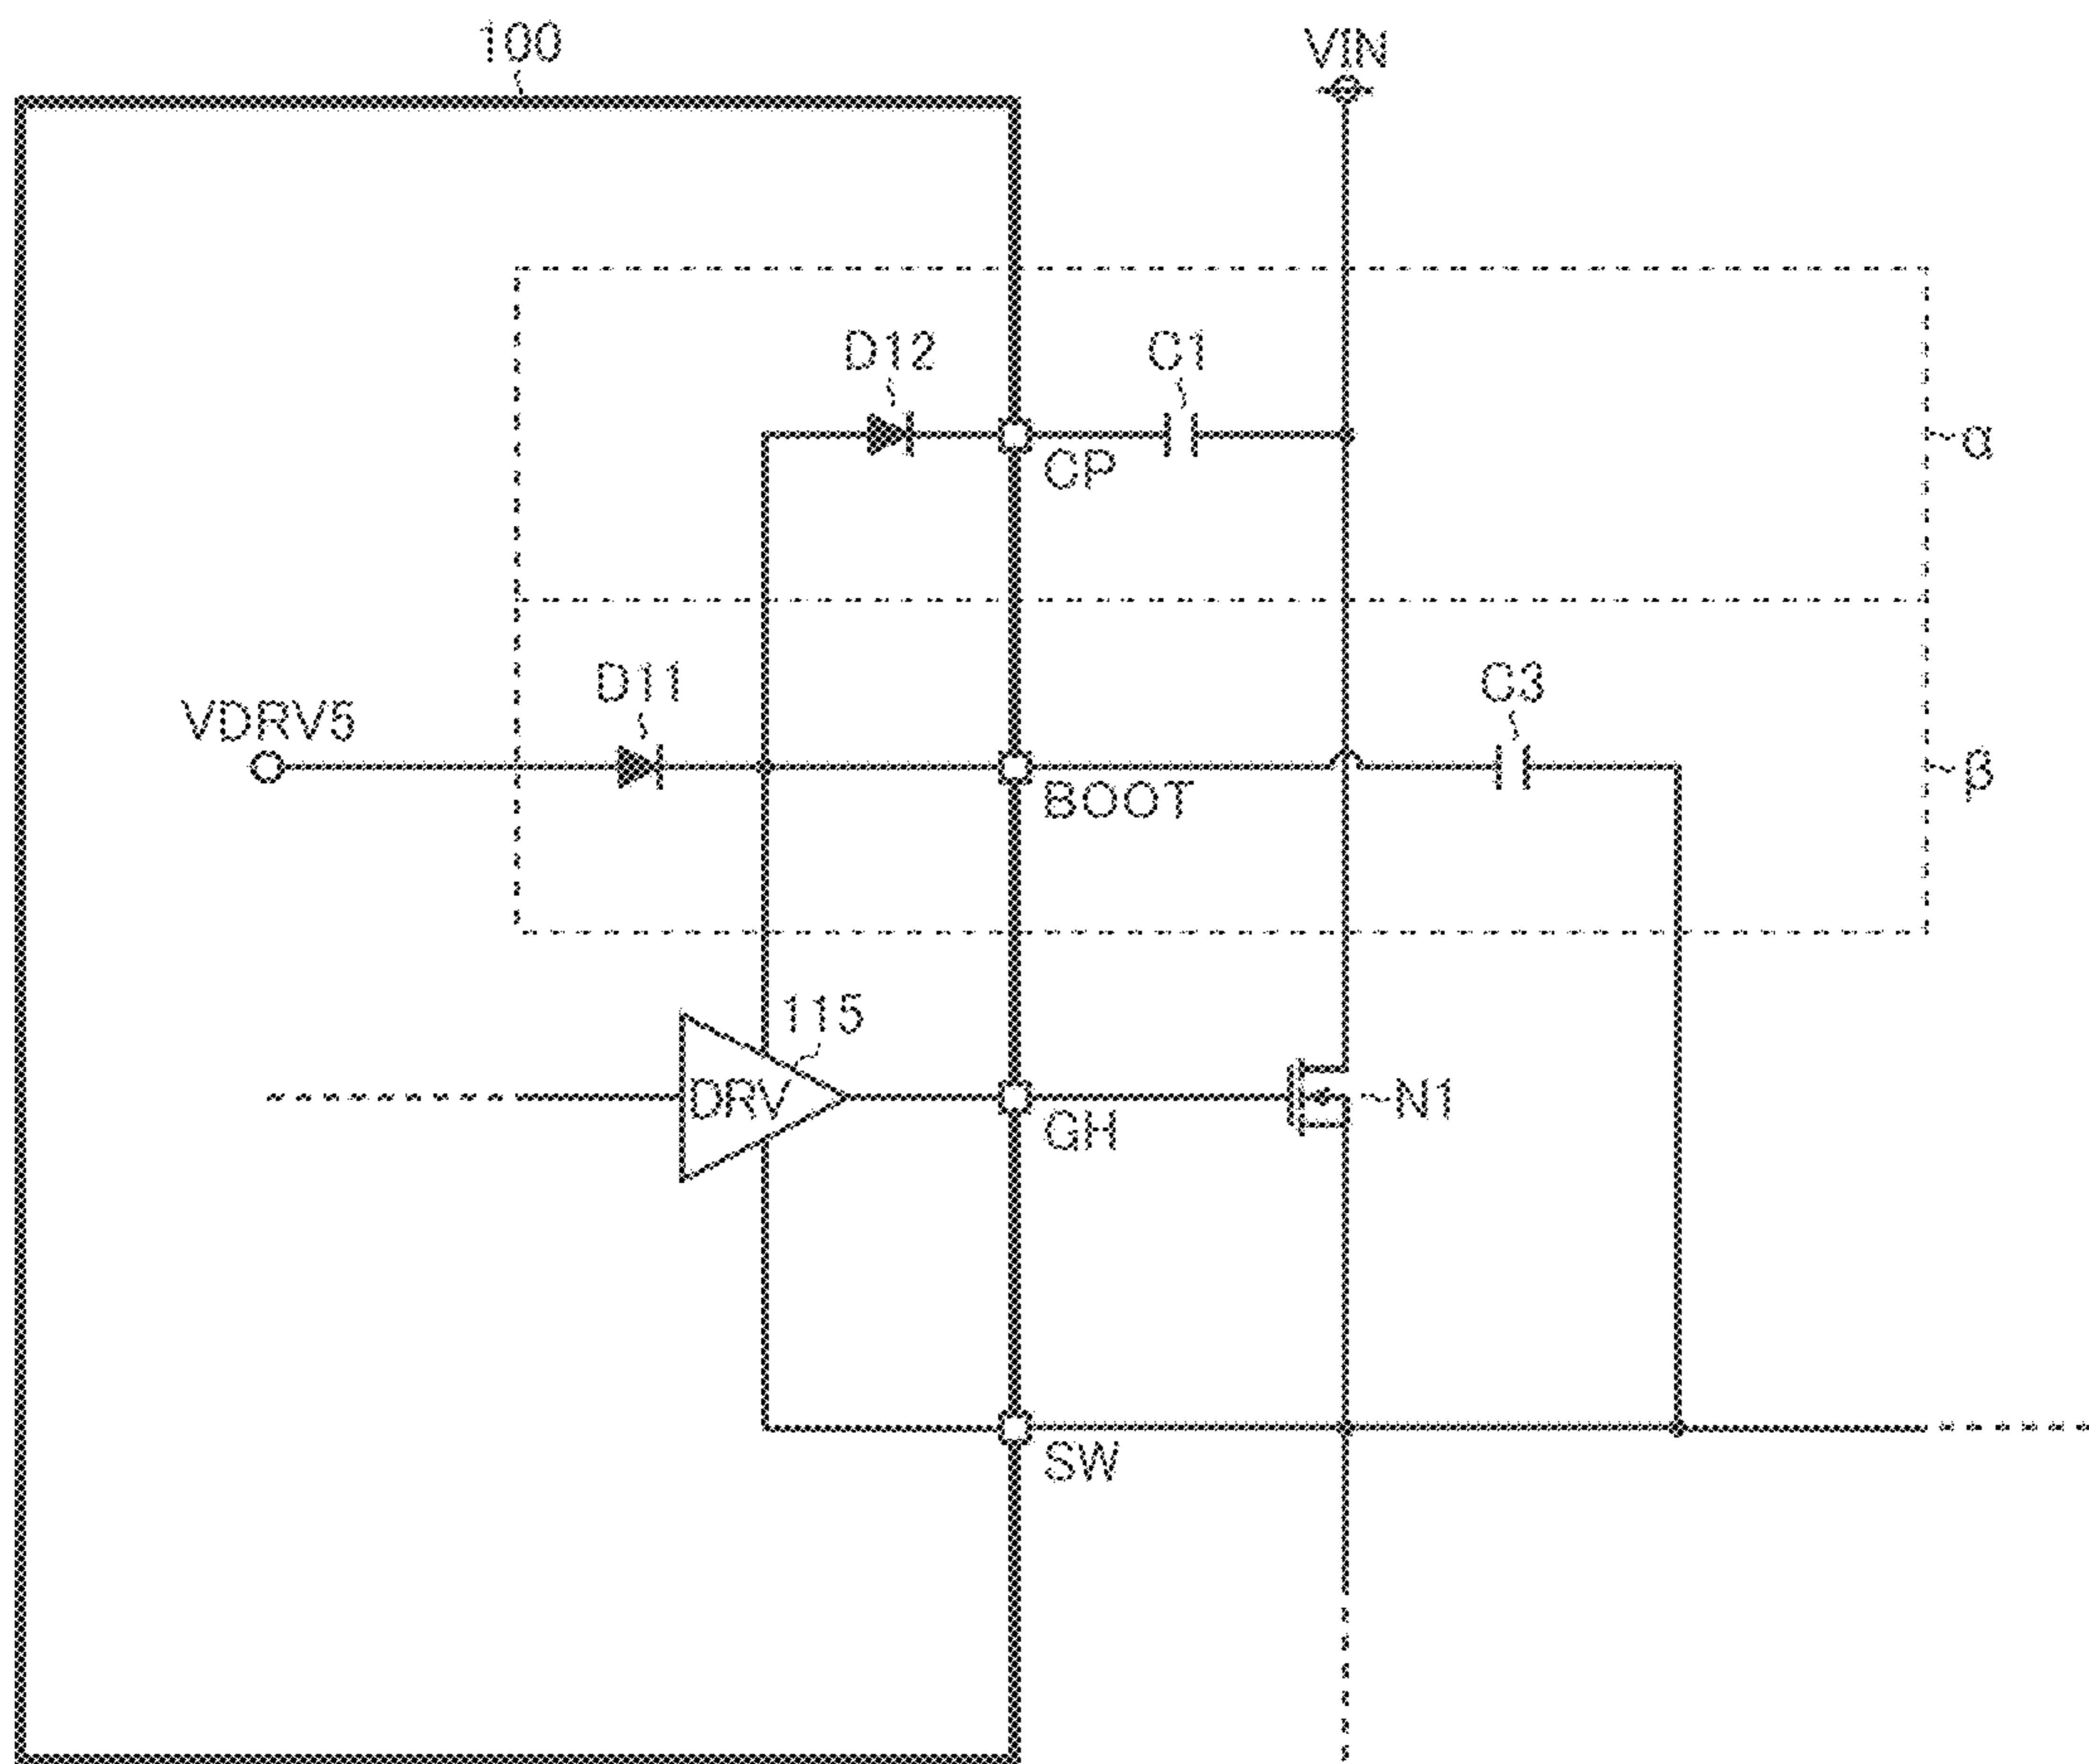 100
VIN
D12
C1
CP
α
D11
C3
VDRV5
BOOT
β
115
DRV
GH
N1
SW